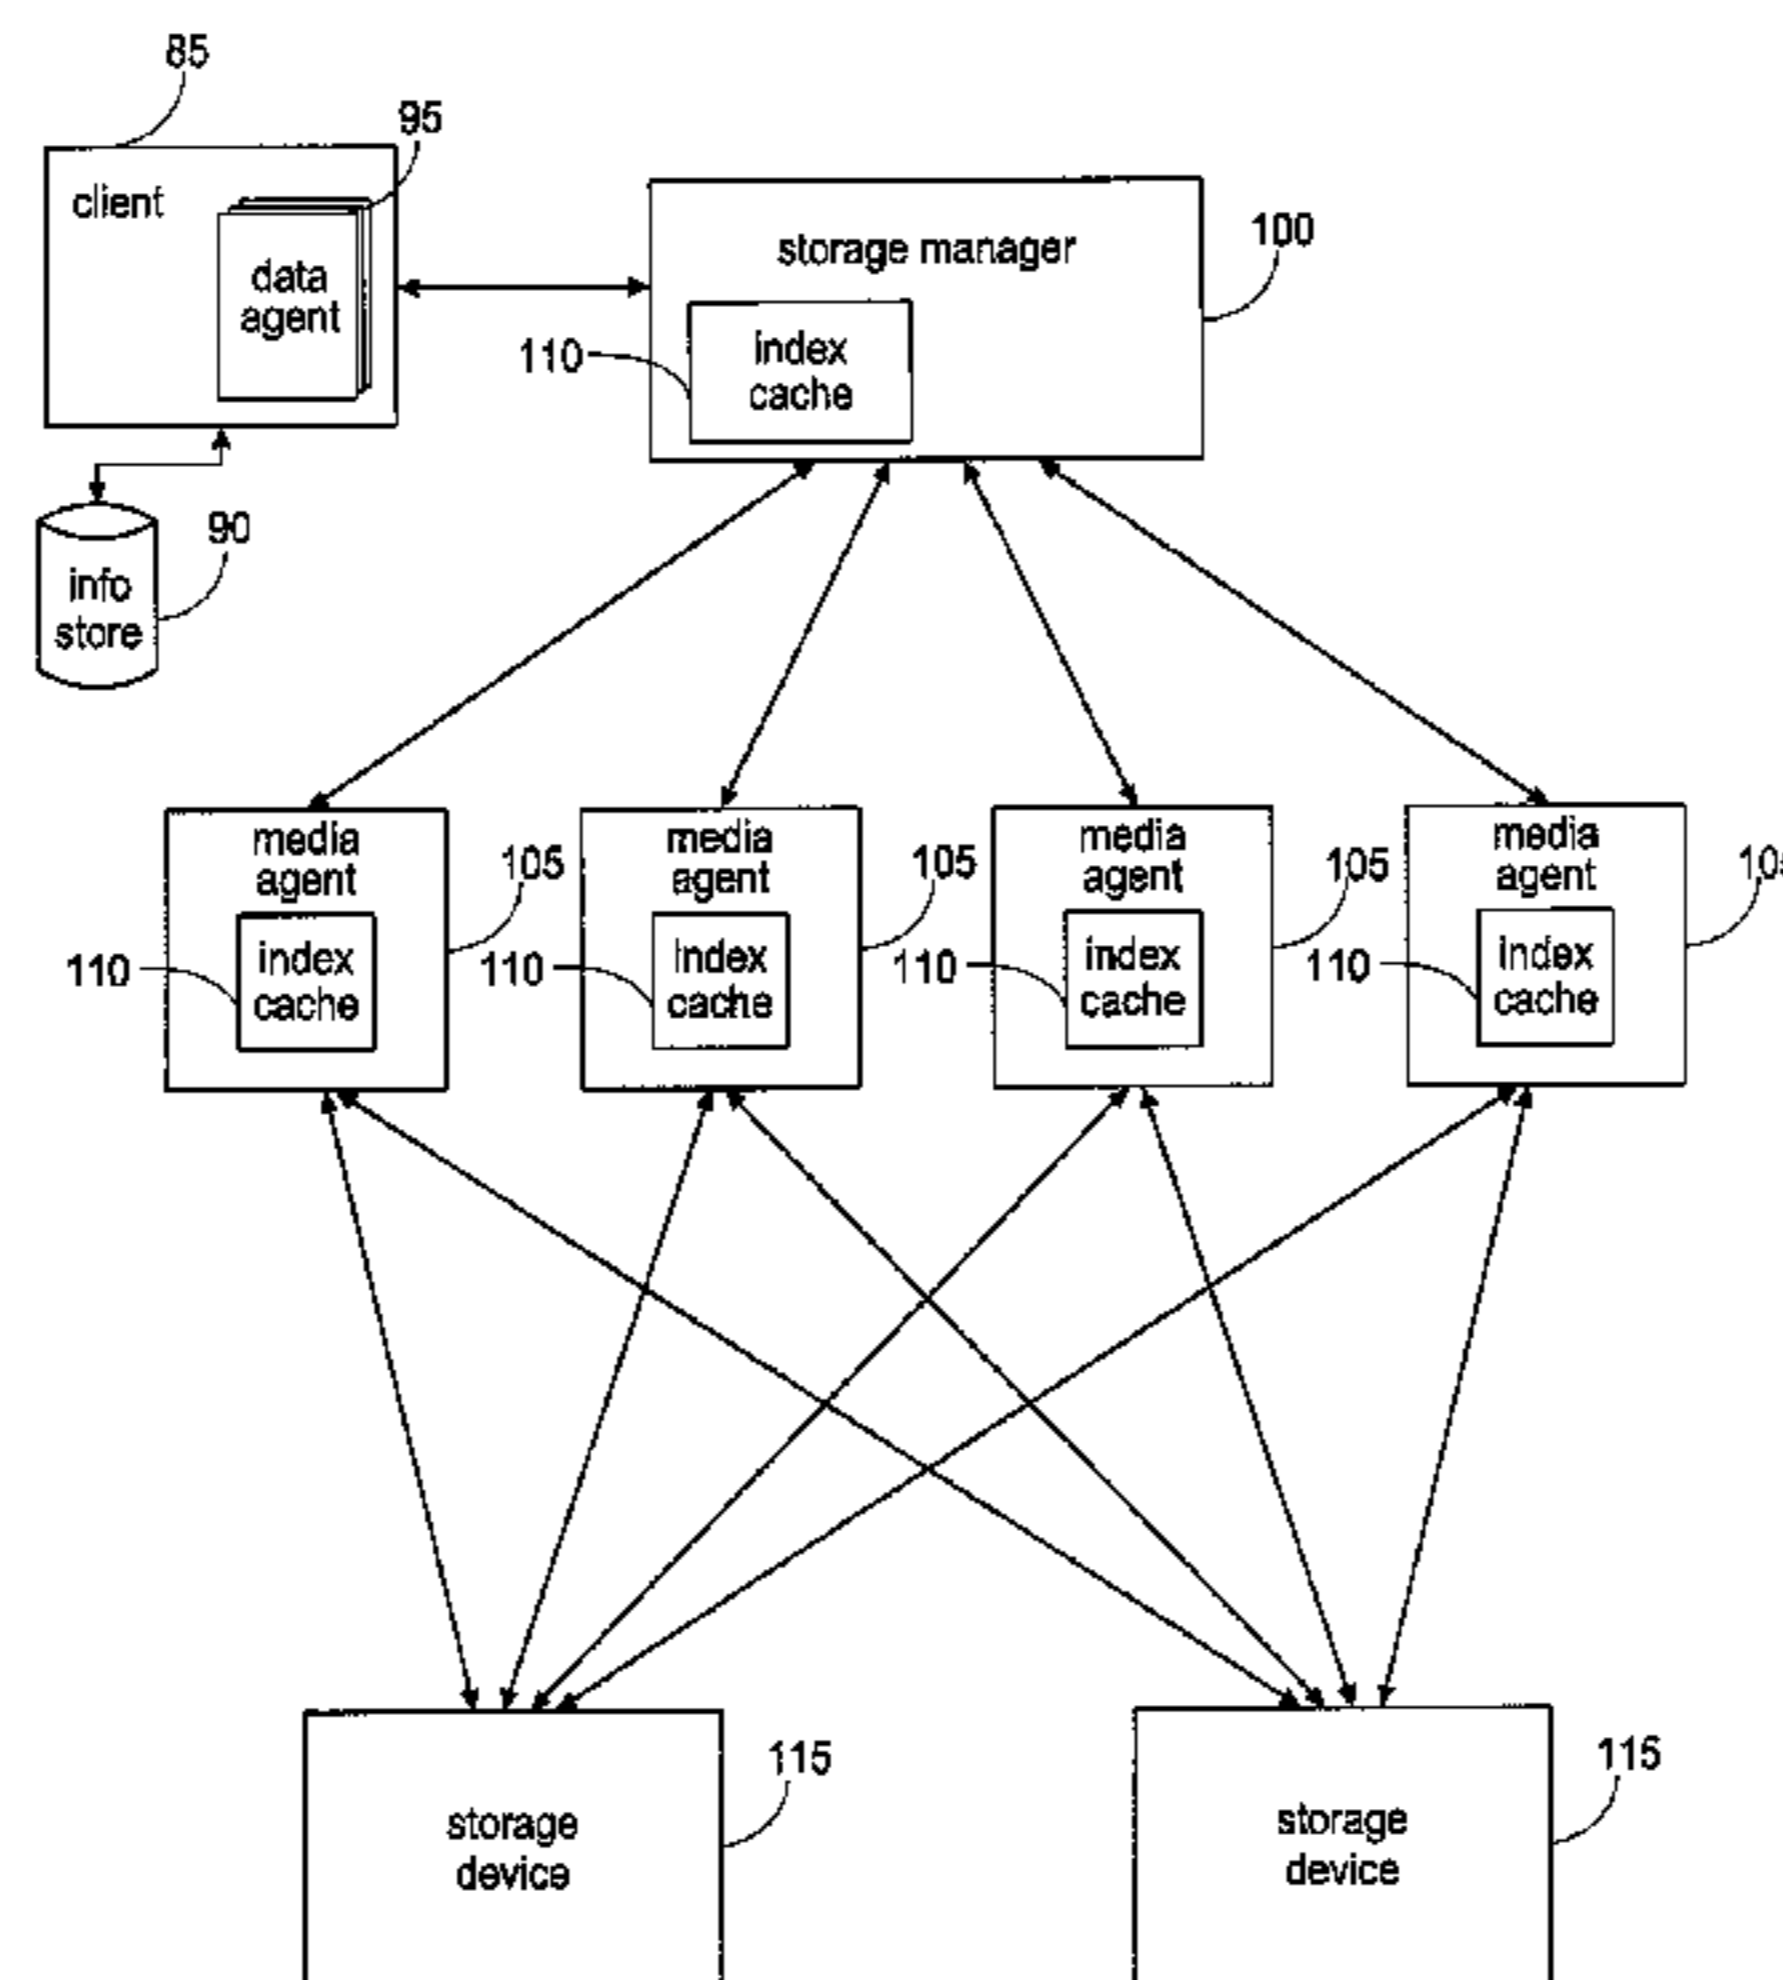 85
95
client
data
agent
storage manager
100
110
index
cache
90
info
store
media
agent
105
110
index
cache
media
agent
105
110
index
cache
media
agent
105
110
index
cache
media
agent
110
index
cache
115
storage
device
115
storage
device